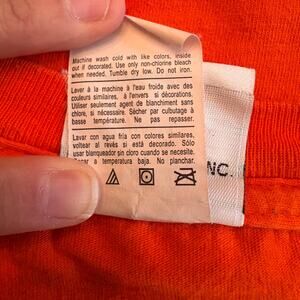 Machine wash cold with like colors, inside
out if decorated. Use only non-chlorine bleach
when needed. Tumble dry low. Do not iron.
Laver à la machine à l'eau froide avec des
couleurs similaires, à l'envers si décorations.
Utiliser seulement agent de blanchiment sans
chlore, si nécessaire. Sécher par culbutage à
basse température. Ne pas repasser.
Lavar con agua fría con colores similares,
voltear al revés si está decorado. Sólo
usar blanqueador sin cloro cuando se necesite.
a temperatura baja. No planchar.
NC.